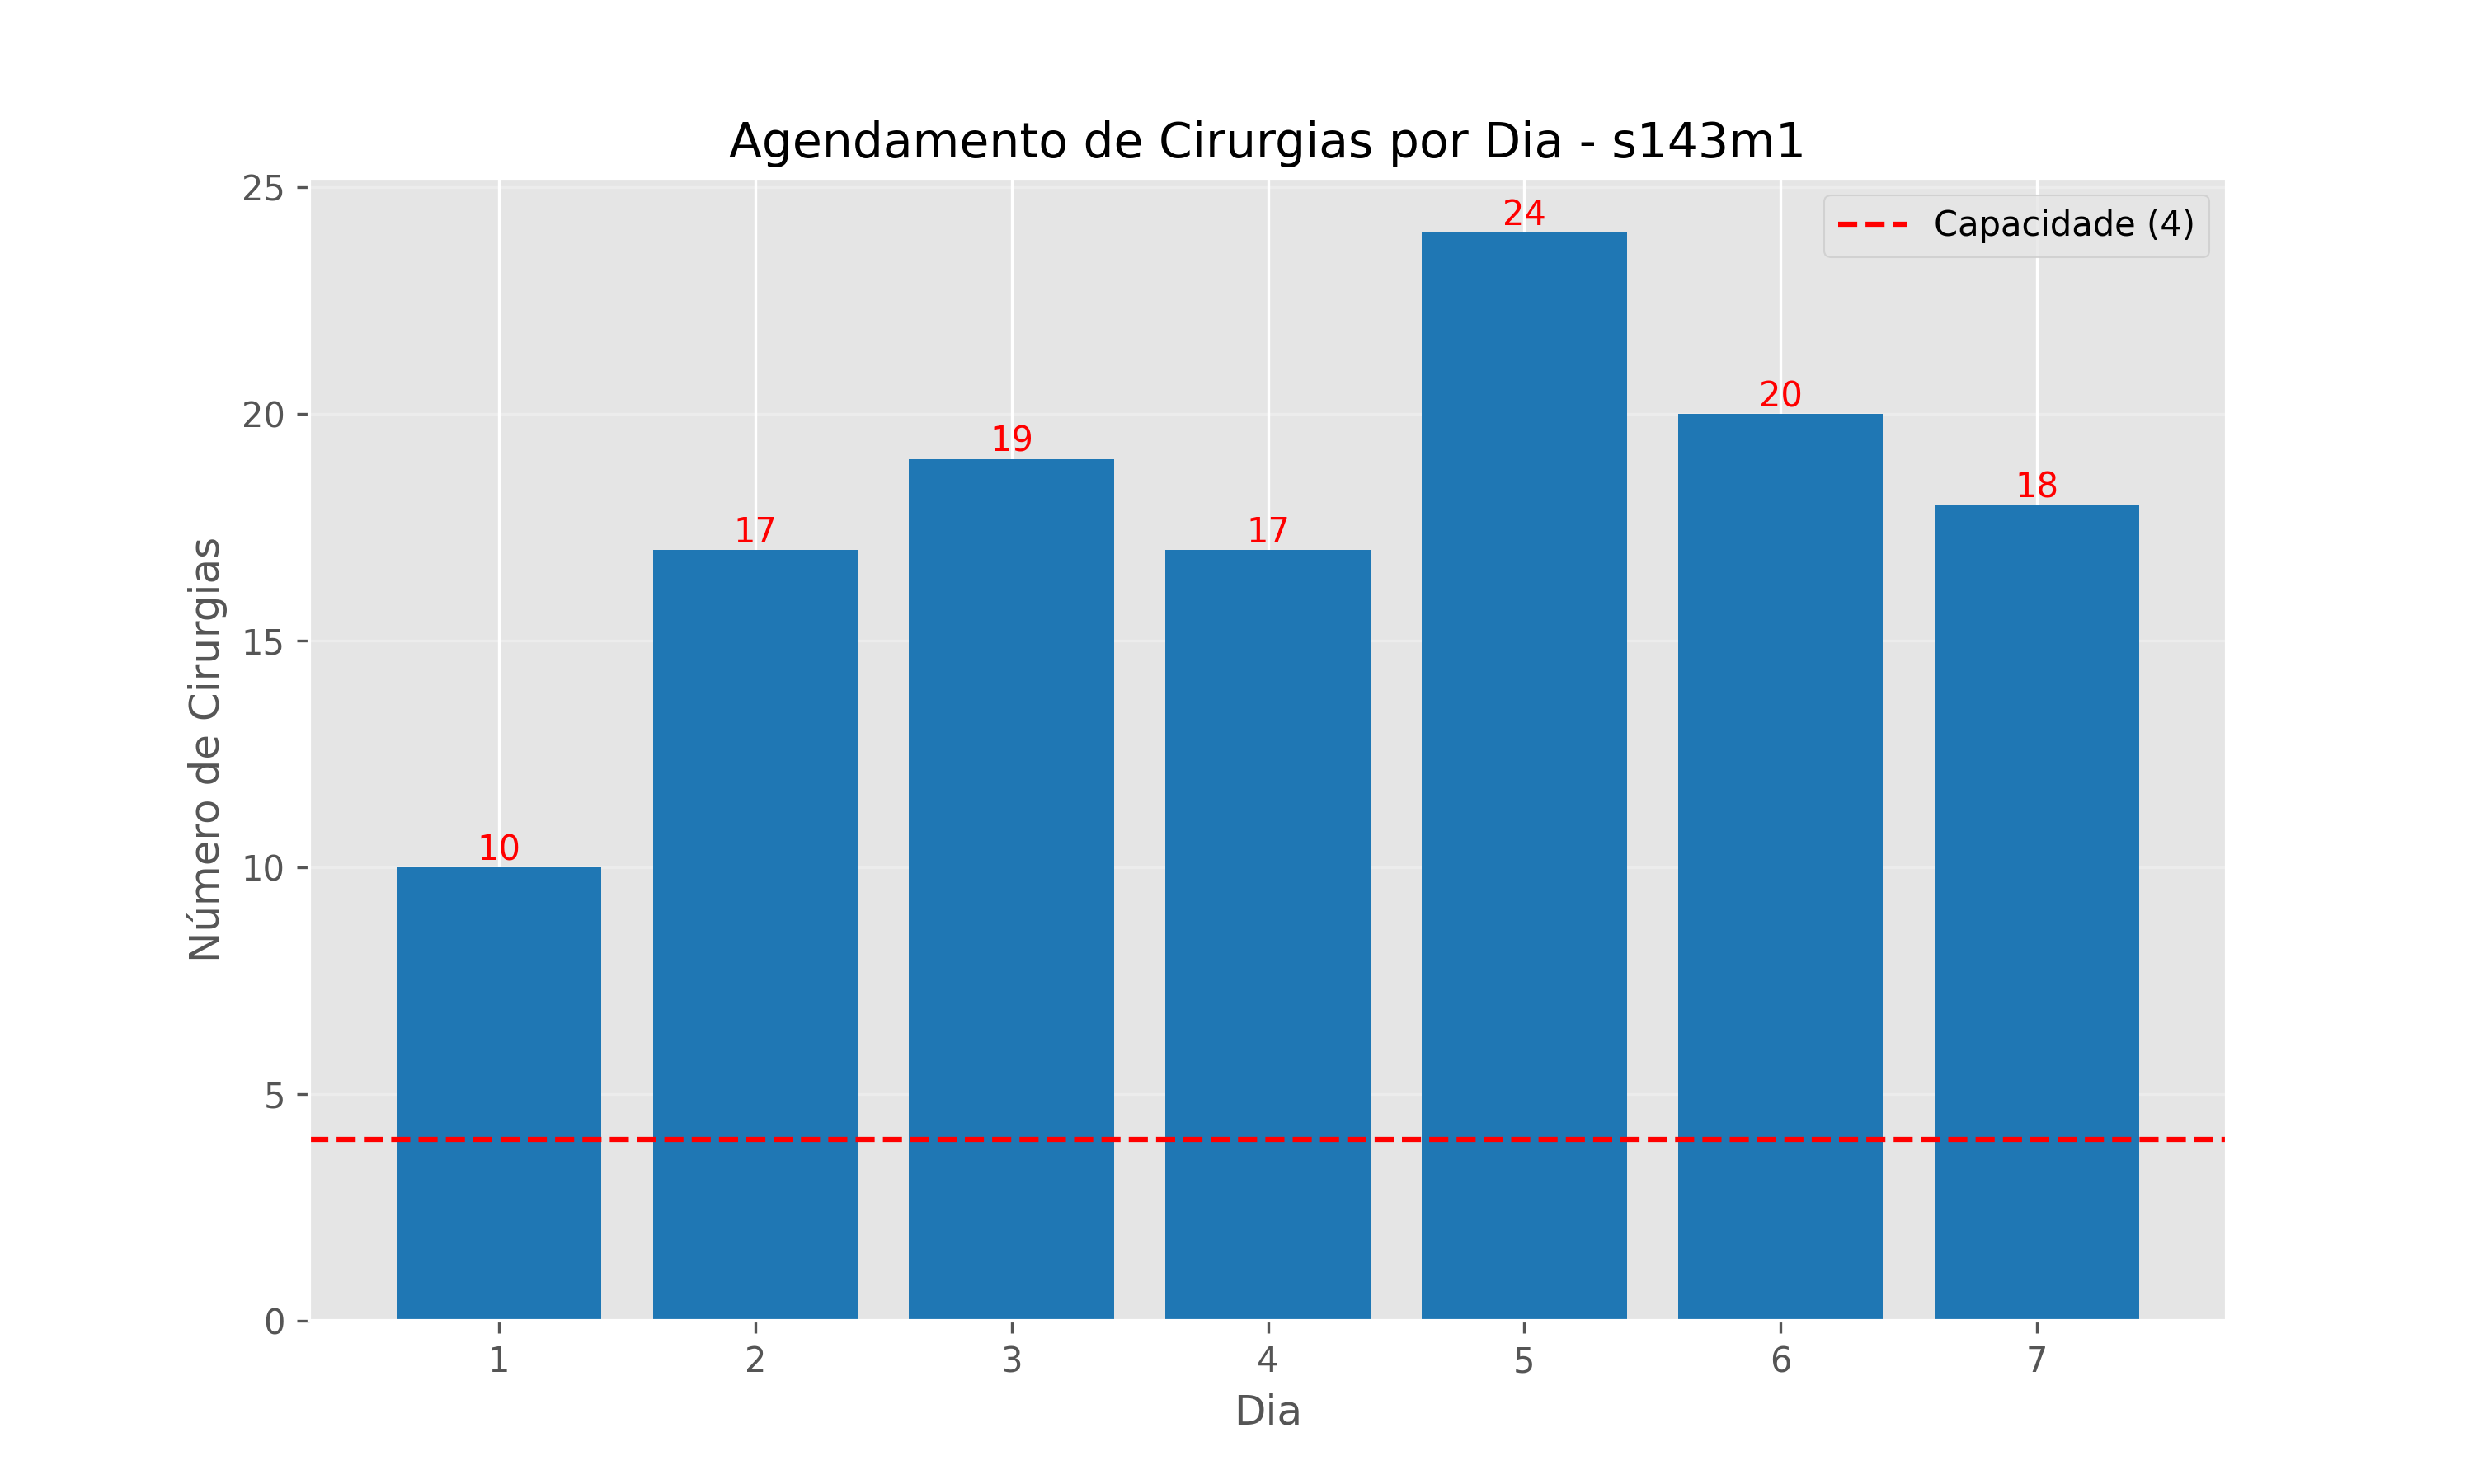 Agendamento de Cirurgias por Dia - s143m1
Capacidade (4)
Número de Cirurgias
25
20
15
10
5
0
10
17
19
17
24
20
18
1 2 3 4 5 6 7
Dia